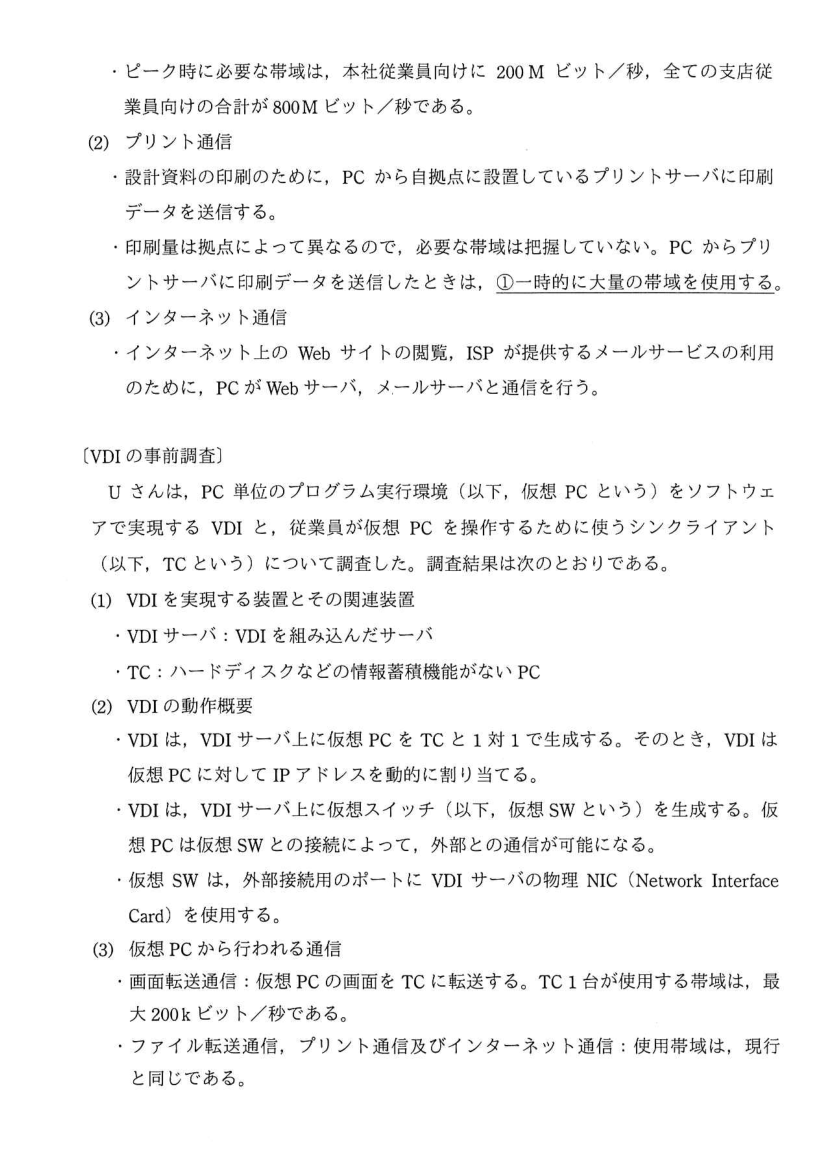 ・ピーク時に必要な帯域は，本社従業員向けに 200 M ビット／秒，全ての支店従
業員向けの合計が 800 M ビット／秒である。
(2) プリント通信
・設計資料の印刷のために，PC から自拠点に設置しているプリントサーバに印刷
データを送信する。
・印刷量は拠点によって異なるので，必要な帯域は把握していない。PC からプリ
ントサーバに印刷データを送信したときは，①一時的に大量の帯域を使用する。
(3) インターネット通信
・インターネット上の Web サイトの閲覧，ISP が提供するメールサービスの利用
のために，PC が Web サーバ，メールサーバと通信を行う。
〔VDI の事前調査〕
U さんは，PC 単位のプログラム実行環境（以下，仮想 PC という）をソフトウェ
アで実現する VDI と，従業員が仮想 PC を操作するために使うシンクライアント
（以下，TC という）について調査した。調査結果は次のとおりである。
(1) VDI を実現する装置とその関連装置
・VDI サーバ：VDI を組み込んだサーバ
・TC：ハードディスクなどの情報蓄積機能がない PC
(2) VDI の動作概要
・VDI は，VDI サーバ上に仮想 PC を TC と 1 対 1 で生成する。そのとき，VDI は
仮想 PC に対して IP アドレスを動的に割り当てる。
・VDI は，VDI サーバ上に仮想スイッチ（以下，仮想 SW という）を生成する。仮
想 PC は仮想 SW との接続によって，外部との通信が可能になる。
・仮想 SW は，外部接続用のポートに VDI サーバの物理 NIC（Network Interface
Card）を使用する。
(3) 仮想 PC から行われる通信
・画面転送通信：仮想 PC の画面を TC に転送する。TC 1 台が使用する帯域は，最
大 200 k ビット／秒である。
・ファイル転送通信，プリント通信及びインターネット通信：使用帯域は，現行
と同じである。